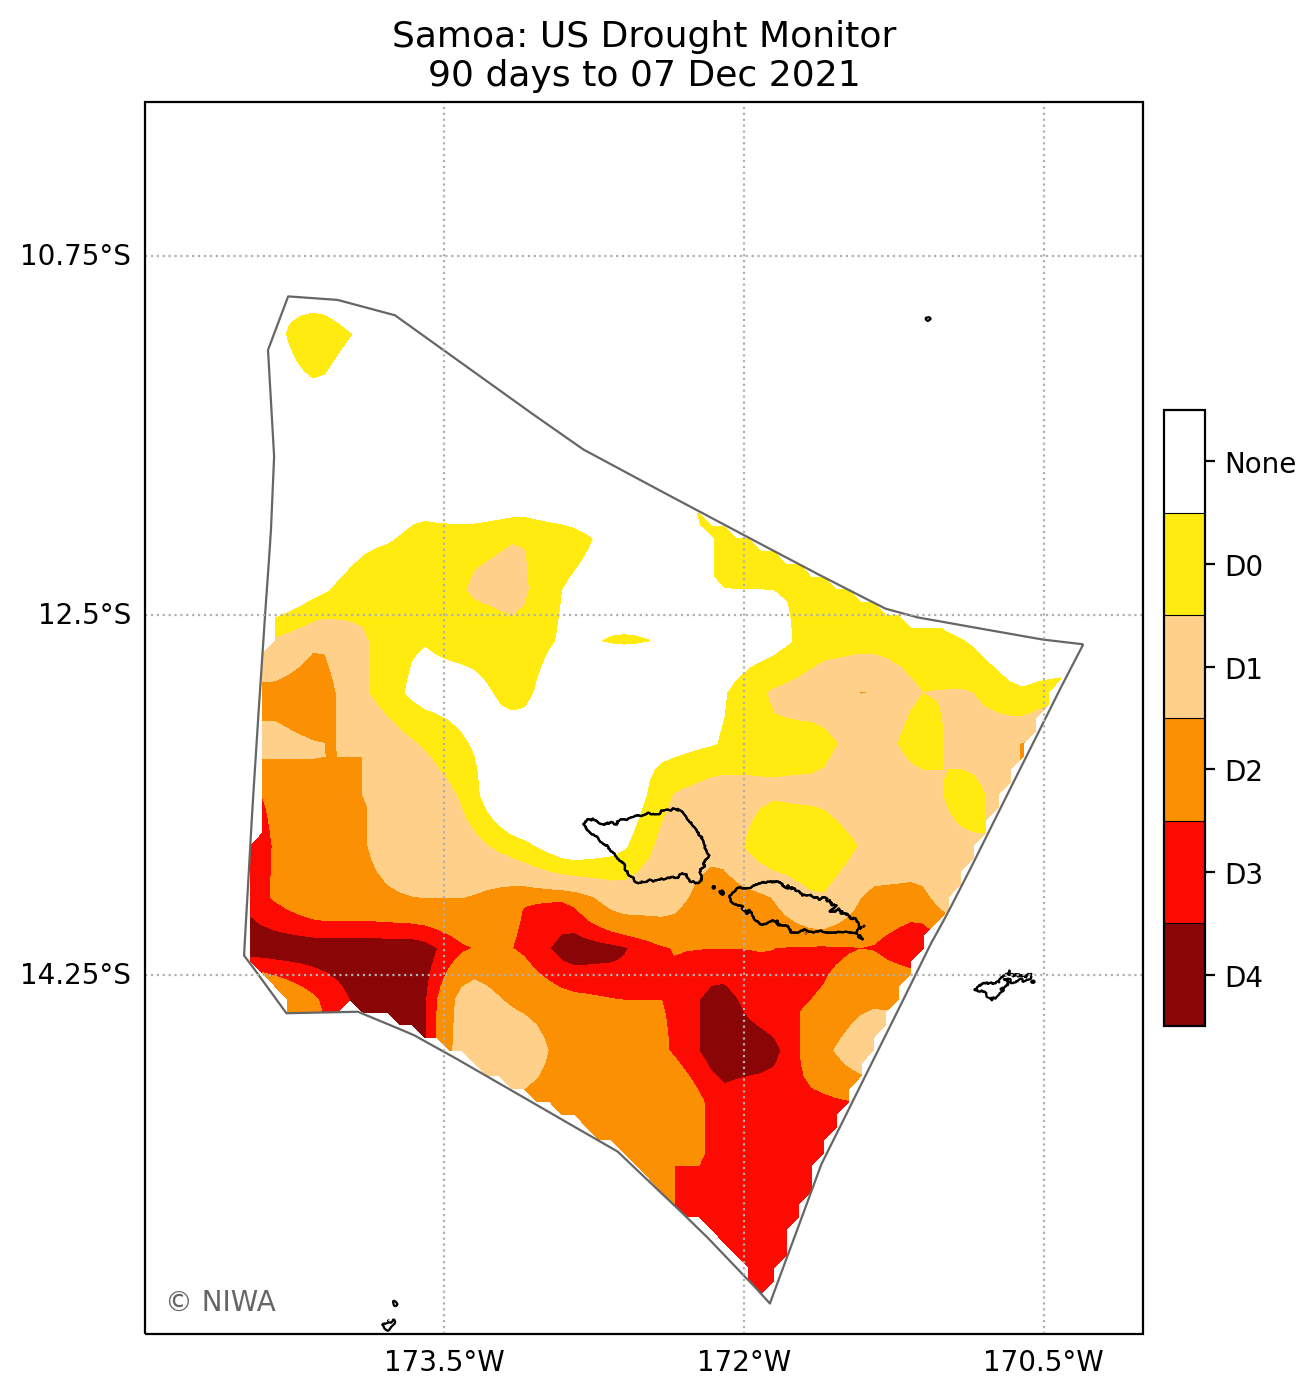 Samoa: US Drought Monitor
90 days to 07 Dec 2021
10.75°S
12.5°S
14.25°S
173.5°W
172°W
170.5°W
None
D0
D1
D2
D3
D4
© NIWA